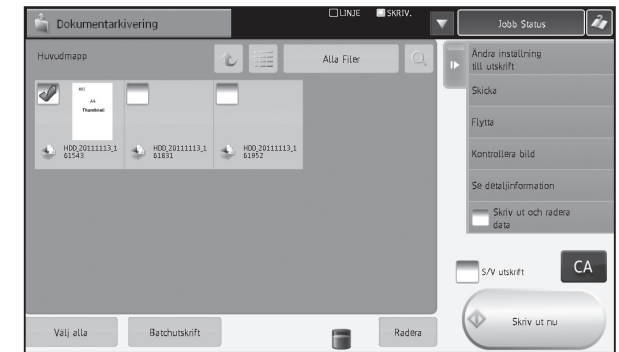 Dokumentarkivering
LINJE
SKRIV.
Jobb Status
Huvudmapp
Alla Filer
Ändra inställning
till utskrift
Skicka
A4
Thumbnail
Flytta
HDD_20111113_1
61543
HDD_20111113_1
61831
HDD_20111113_1
61952
Kontrollera bild
Se detaljinformation
Skriv ut och radera
data
S/V utskrift
CA
Välj alla
Batchutskrift
Radera
Skriv ut nu